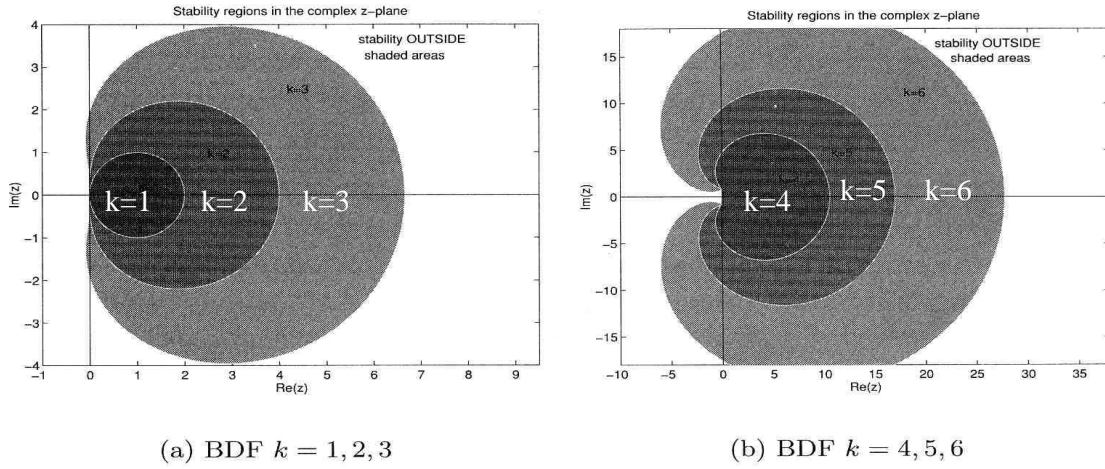 Stability regions in the complex z-plane
stability OUTSIDE
shaded areas
k=3
k=2
k=1 k=2 k=3
Im(z)
4
3
2
1
0
-1
-2
-3
-4
-1 0 1 2 3 4 5 6 7 8 9
Re(z)
(a) BDF k = 1, 2, 3
Stability regions in the complex z-plane
stability OUTSIDE
shaded areas
k=6
k=5
k=4 k=5 k=6
Im(z)
15
10
5
0
-5
-10
-15
-10 -5 0 5 10 15 20 25 30 35
Re(z)
(b) BDF k = 4, 5, 6